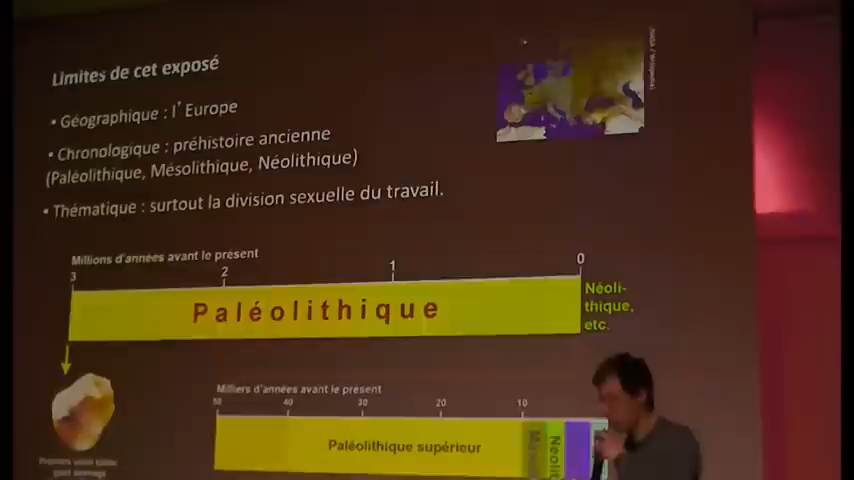 Limites de cet exposé
• Géographique : l'Europe
• Chronologique : préhistoire ancienne
(Paléolithique, Mésolithique, Néolithique)
• Thématique : surtout la division sexuelle du travail.
Millions d'années avant le présent
3 2 1 0
Paléolithique
Néoli-
thique,
etc.
Milliers d'années avant le présent
50 40 30 20 10
Paléolithique supérieur
Néolit